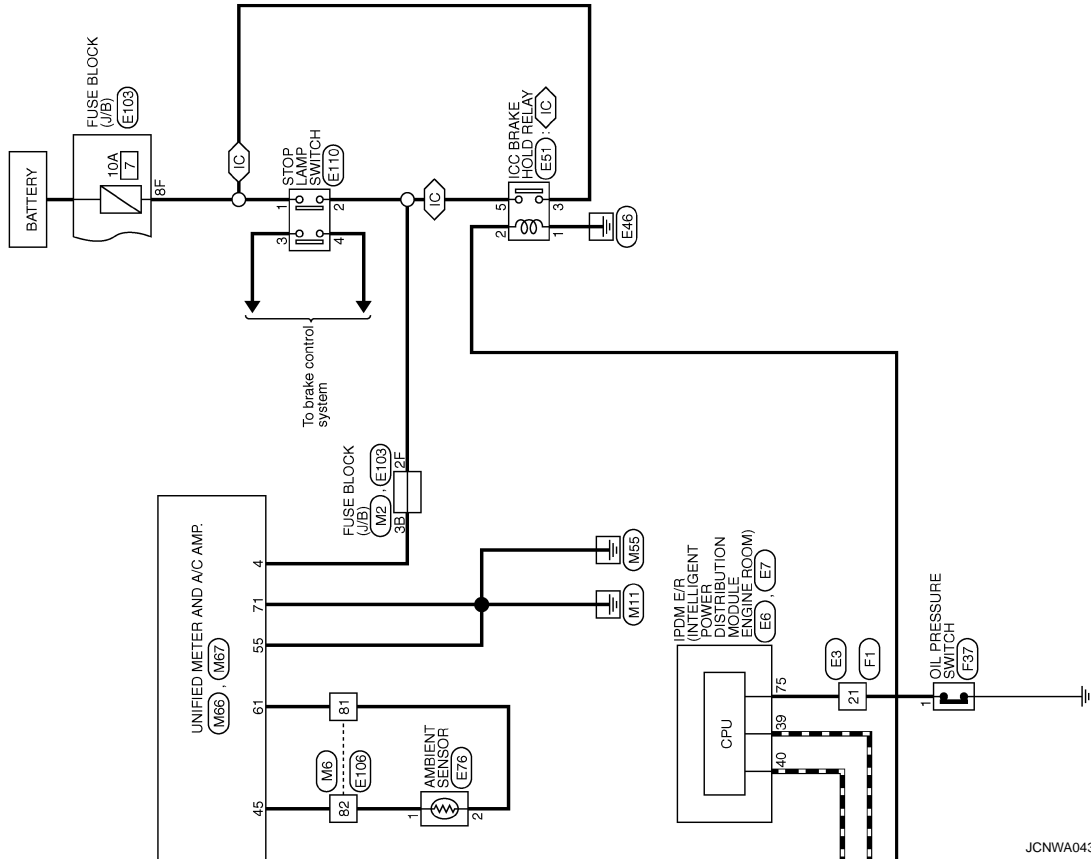 BATTERY
FUSE BLOCK
(J/B)
E103
10A
7
8F
IC
STOP
LAMP
SWITCH
E110
1
2
3
4
To brake control
system
IC
ICC BRAKE
HOLD RELAY
E51 : IC
5
3
2
1
E46
FUSE BLOCK
(J/B)
M2 , E103
3B
2F
UNIFIED METER AND A/C AMP.
M66 , M67
4
71
55
61
45
M55
M11
81
82
M6
E106
AMBIENT
SENSOR
E76
1
2
IPDM E/R
(INTELLIGENT
POWER
DISTRIBUTION
MODULE
ENGINE ROOM)
E6 , E7
CPU
75
39
40
E3
F1
21
OIL PRESSURE
SWITCH
F37
1
JCNWA043